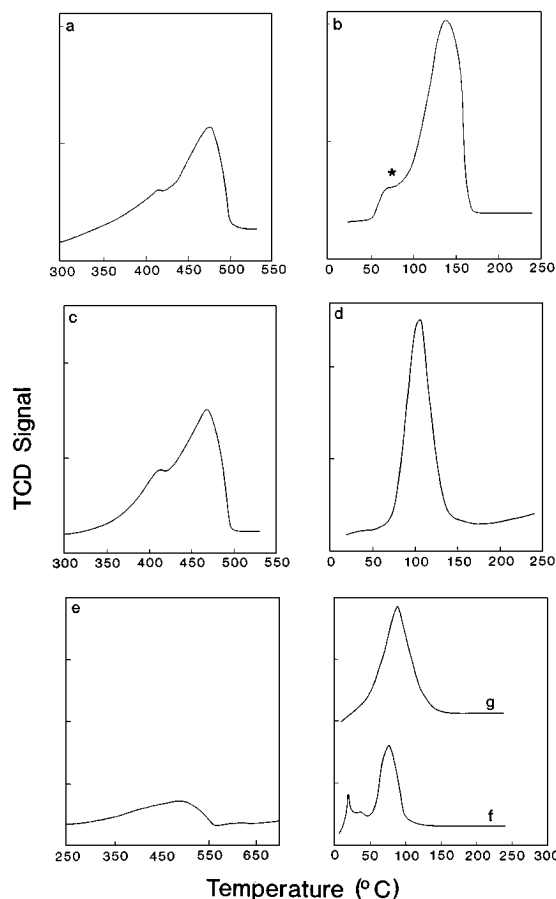 a
b
*
300 350 400 450 500 550
0 50 100 150 200 250
c
d
300 350 400 450 500 550
0 50 100 150 200 250
TCD Signal
e
g
f
250 350 450 550 650
0 50 100 150 200 250 300
Temperature (°C)